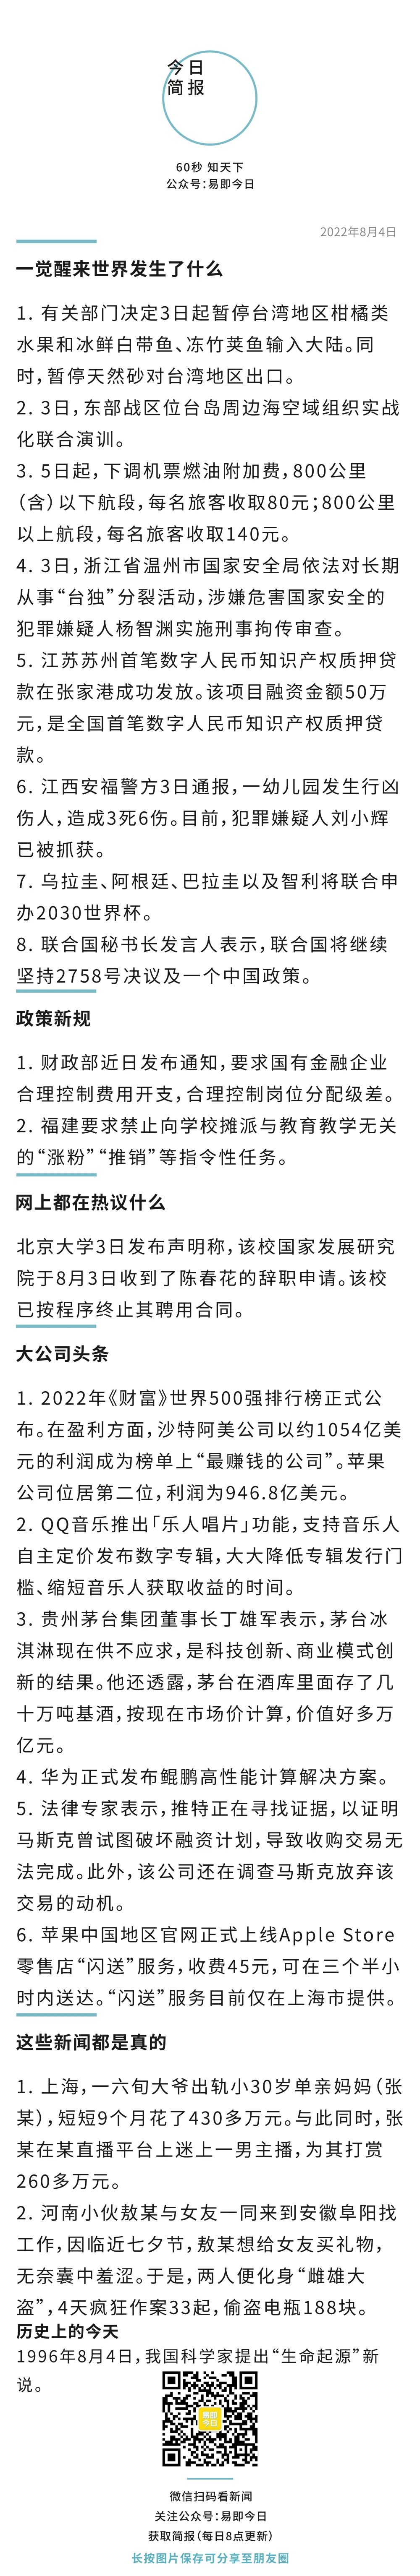 今日
简报
60秒 知天下
公众号：易即今日
2022年8月4日
一觉醒来世界发生了什么
1. 有关部门决定3日起暂停台湾地区柑橘类
水果和冰鲜白带鱼、冻竹荚鱼输入大陆。同
时，暂停天然砂对台湾地区出口。
2. 3日，东部战区位台岛周边海空域组织实战
化联合演训。
3. 5日起，下调机票燃油附加费，800公里
（含）以下航段，每名旅客收取80元；800公里
以上航段，每名旅客收取140元。
4. 3日，浙江省温州市国家安全局依法对长期
从事“台独”分裂活动，涉嫌危害国家安全的
犯罪嫌疑人杨智渊实施刑事拘传审查。
5. 江苏苏州首笔数字人民币知识产权质押贷
款在张家港成功发放。该项目融资金额50万
元，是全国首笔数字人民币知识产权质押贷
款。
6. 江西安福警方3日通报，一幼儿园发生行凶
伤人，造成3死6伤。目前，犯罪嫌疑人刘小辉
已被抓获。
7. 乌拉圭、阿根廷、巴拉圭以及智利将联合申
办2030世界杯。
8. 联合国秘书长发言人表示，联合国将继续
坚持2758号决议及一个中国政策。
政策新规
1. 财政部近日发布通知，要求国有金融企业
合理控制费用开支，合理控制岗位分配级差。
2. 福建要求禁止向学校摊派与教育教学无关
的“涨粉”“推销”等指令性任务。
网上都在热议什么
北京大学3日发布声明称，该校国家发展研究
院于8月3日收到了陈春花的辞职申请。该校
已按程序终止其聘用合同。
大公司头条
1. 2022年《财富》世界500强排行榜正式公
布。在盈利方面，沙特阿美公司以约1054亿美
元的利润成为榜单上“最赚钱的公司”。苹果
公司位居第二位，利润为946.8亿美元。
2. QQ音乐推出「乐人唱片」功能，支持音乐人
自主定价发布数字专辑，大大降低专辑发行门
槛、缩短音乐人获取收益的时间。
3. 贵州茅台集团董事长丁雄军表示，茅台冰
淇淋现在供不应求，是科技创新、商业模式创
新的结果。他还透露，茅台在酒库里面存了几
十万吨基酒，按现在市场价计算，价值好多万
亿元。
4. 华为正式发布鲲鹏高性能计算解决方案。
5. 法律专家表示，推特正在寻找证据，以证明
马斯克曾试图破坏融资计划，导致收购交易无
法完成。此外，该公司还在调查马斯克放弃该
交易的动机。
6. 苹果中国地区官网正式上线Apple Store
零售店“闪送”服务，收费45元，可在三个半小
时内送达。“闪送”服务目前仅在上海市提供。
这些新闻都是真的
1. 上海，一六旬大爷出轨小30岁单亲妈妈（张
某），短短9个月花了430多万元。与此同时，张
某在某直播平台上迷上一男主播，为其打赏
260多万元。
2. 河南小伙敖某与女友一同来到安徽阜阳找
工作，因临近七夕节，敖某想给女友买礼物，
无奈囊中羞涩。于是，两人便化身“雌雄大
盗”，4天疯狂作案33起，偷盗电瓶188块。
历史上的今天
1996年8月4日，我国科学家提出“生命起源”新
说。
易即
今日
微信扫码看新闻
关注公众号：易即今日
获取简报（每日8点更新）
长按图片保存可分享至朋友圈